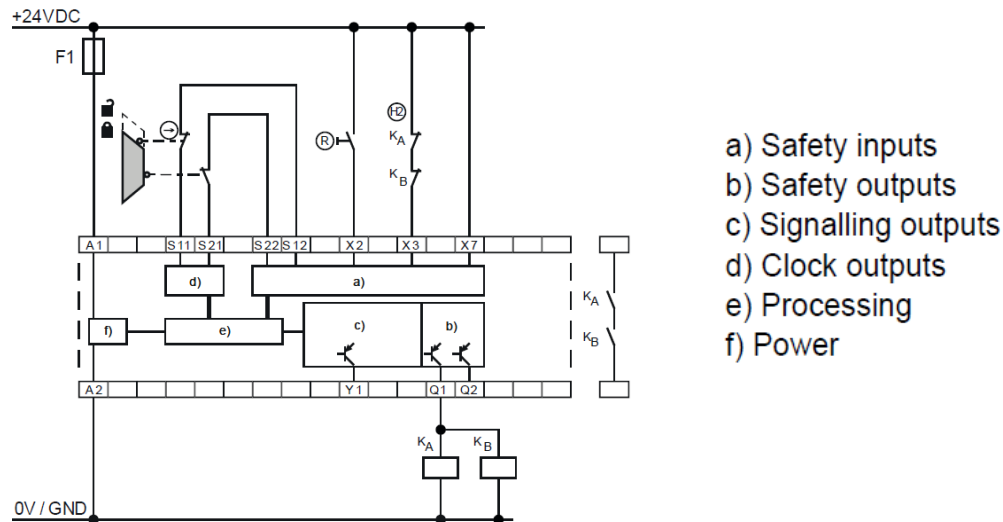 +24VDC
F1
H2
R
KA
KB
A1 S11 S21 S22 S12 X2 X3 X7
d) a)
KA
f) e) c) b)
KB
A2 Y1 Q1 Q2
KA KB
0V / GND
a) Safety inputs
b) Safety outputs
c) Signalling outputs
d) Clock outputs
e) Processing
f) Power